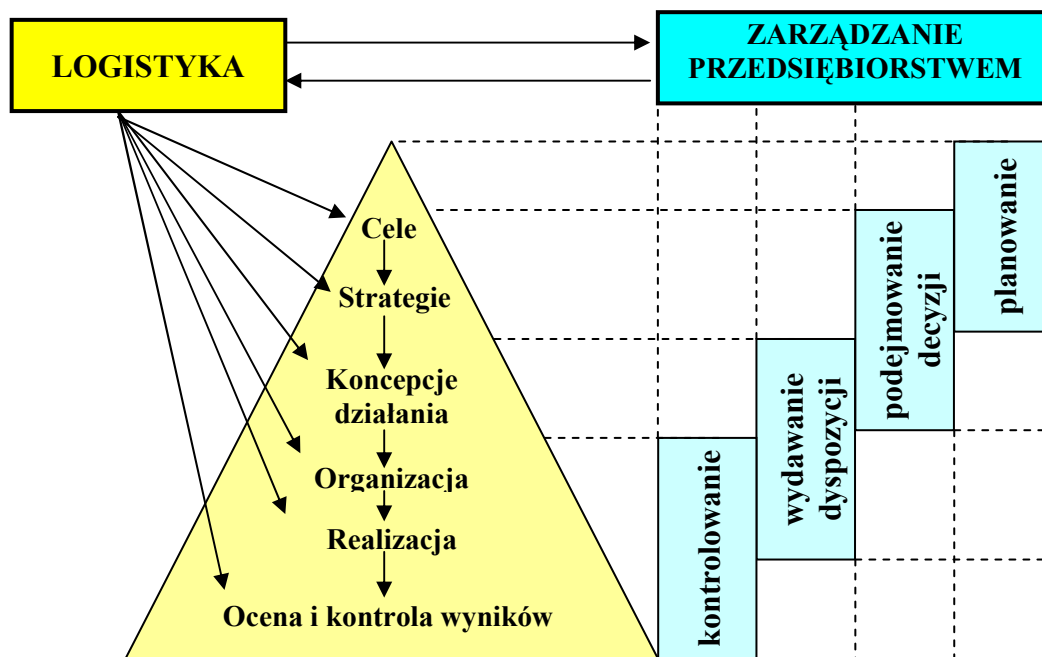 LOGISTYKA
ZARZĄDZANIE
PRZEDSIĘBIORSTWEM
Cele
Strategie
Koncepcje
działania
Organizacja
Realizacja
Ocena i kontrola wyników
kontrolowanie
wydawanie
dyspozycji
podejmowanie
decyzji
planowanie